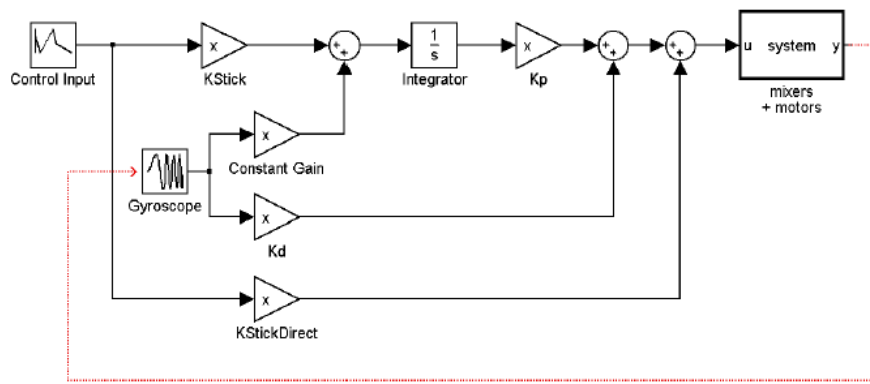 Control Input
x
KStick
+
+
1
s
Integrator
x
Kp
+
+
+
+
u system y
mixers
+ motors
Gyroscope
x
Constant Gain
x
Kd
x
KStickDirect